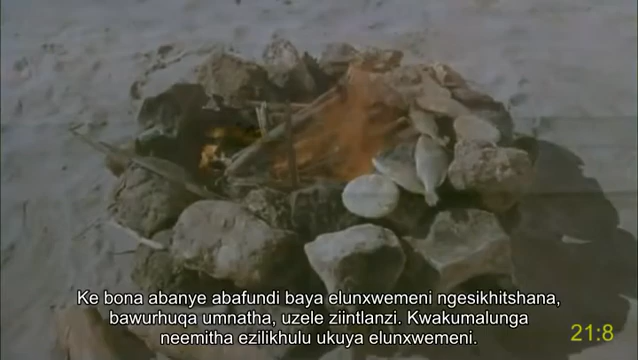 Ke bona abanye abafundi baya elunxwemeni ngesikhitshana,
bawurhuqa umnatha, uzele ziintlanzi. Kwakumalunga
neemitha ezilikhulu ukuya elunxwemeni.
21:8